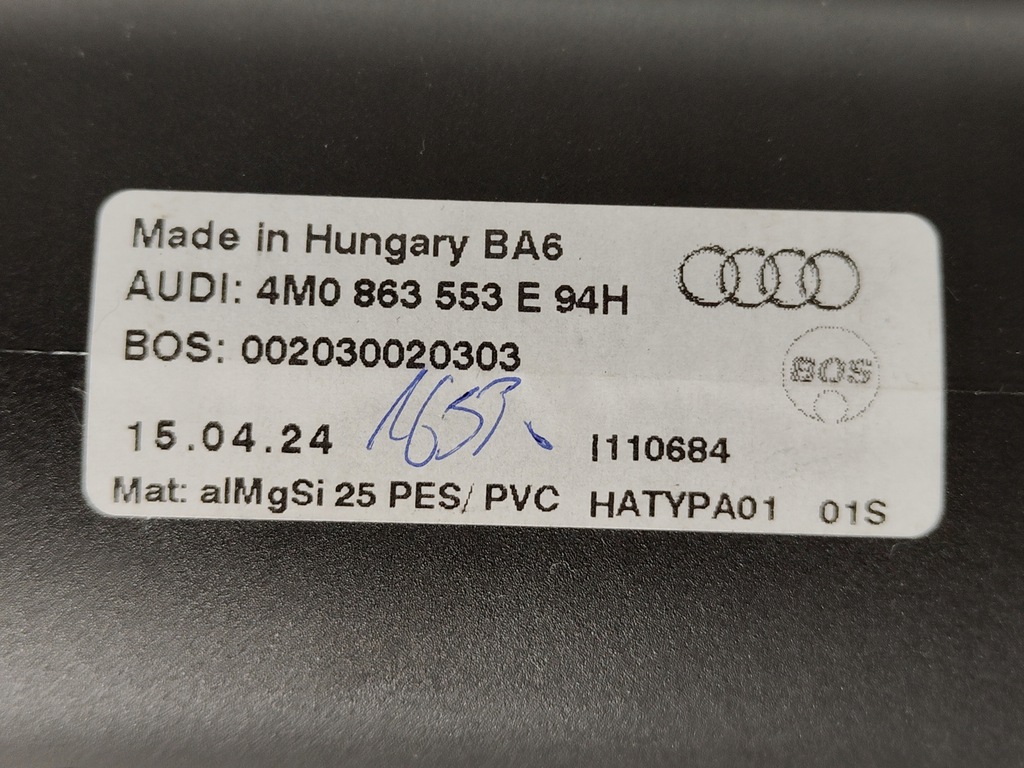 Made in Hungary BA6
AUDI: 4M0 863 553 E 94H
BOS: 002030020303
BOS
15.04.24
1653.
I110684
Mat: alMgSi 25 PES/ PVC HATYPA01 01S